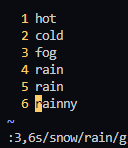 1 hot
2 cold
3 fog
4 rain
5 rain
6 rainny
~
:3,6s/snow/rain/g